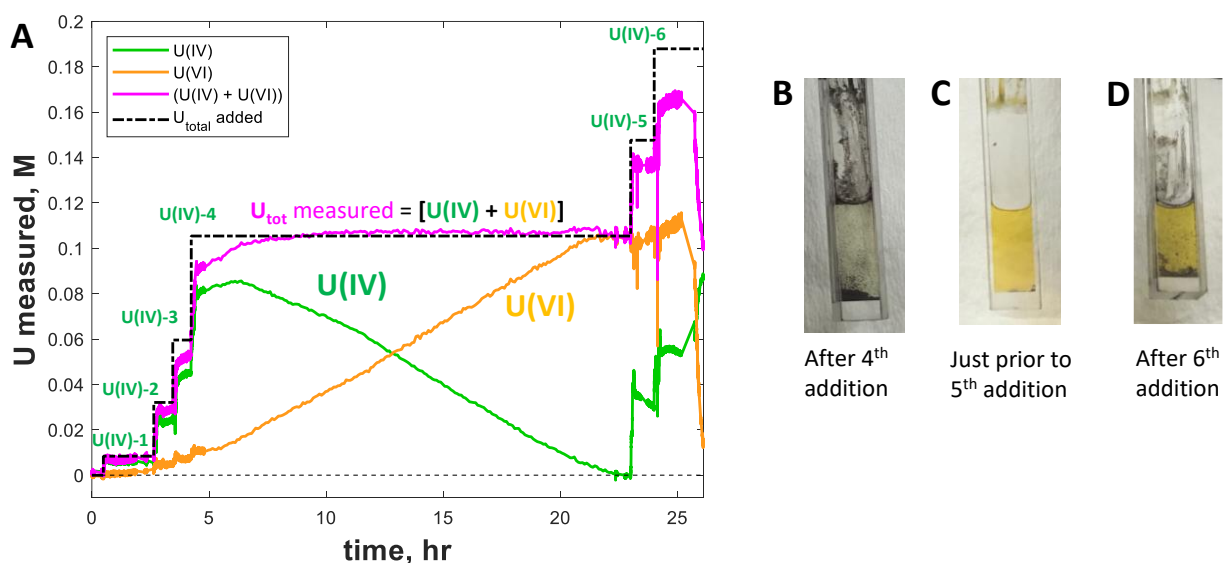 A
U measured, M
0.2
0.18
0.16
0.14
0.12
0.1
0.08
0.06
0.04
0.02
0
U(IV)
U(VI)
(U(IV) + U(VI))
U_total added
U(IV)-6
U(IV)-5
U(IV)-4
U_tot measured = [U(IV) + U(VI)]
U(IV)-3
U(IV)-2
U(IV)-1
U(IV)
U(VI)
0 5 10 15 20 25
time, hr
B
C
D
After 4th
addition
Just prior to
5th addition
After 6th
addition